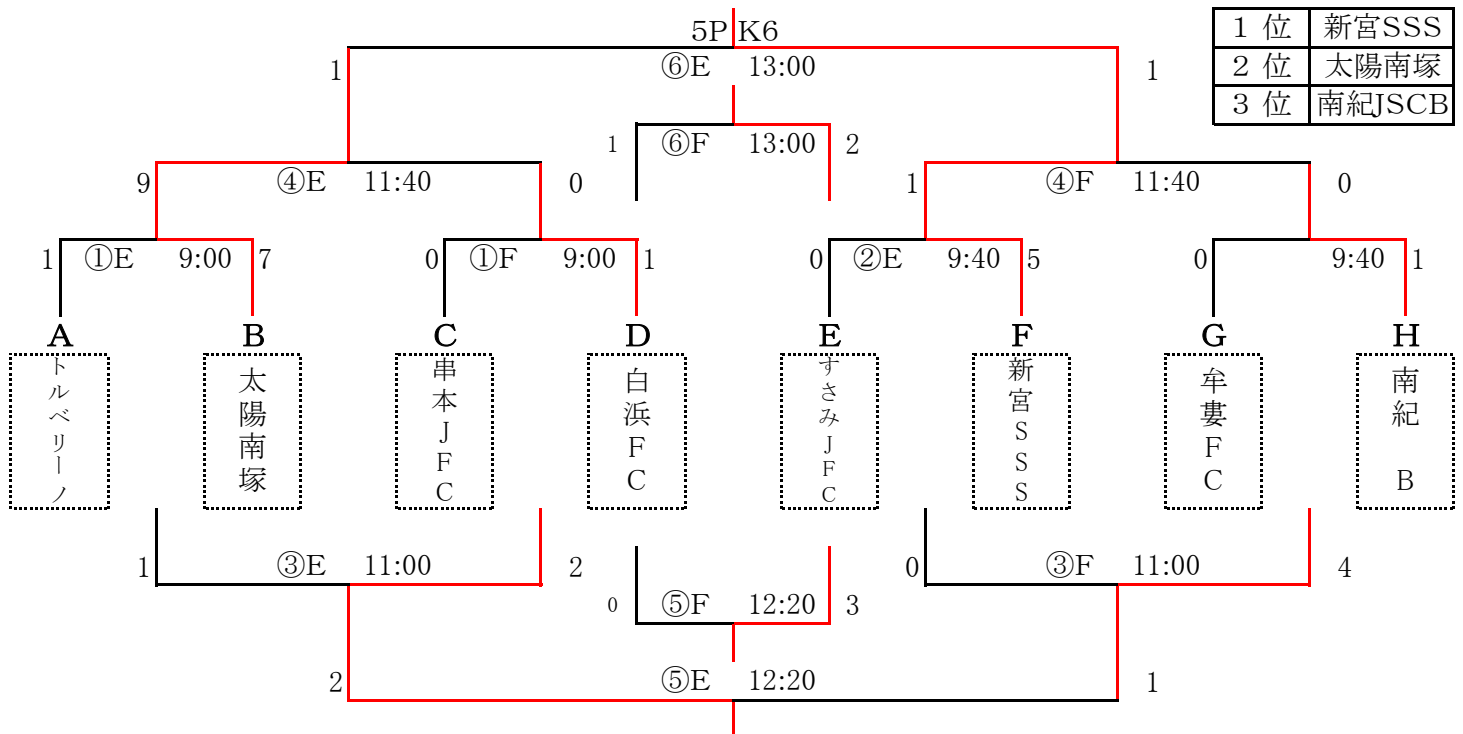 5PK6
1 位 新宮SSS
2 位 太陽南塚
3 位 南紀JSCB
1 ⑥E 13:00 1
1 ⑥F 13:00 2
9 ④E 11:40 0
1 ④F 11:40 0
1 ①E 9:00 7
0 ①F 9:00 1
0 ②E 9:40 5
0 9:40 1
A B C D E F G H
トルベリーノ
太陽南塚
串本JFC
白浜FC
すさみJFC
新宮SSS
牟婁FC
南紀 B
1 ③E 11:00 2
0 ③F 11:00 4
0 ⑤F 12:20 3
2 ⑤E 12:20 1